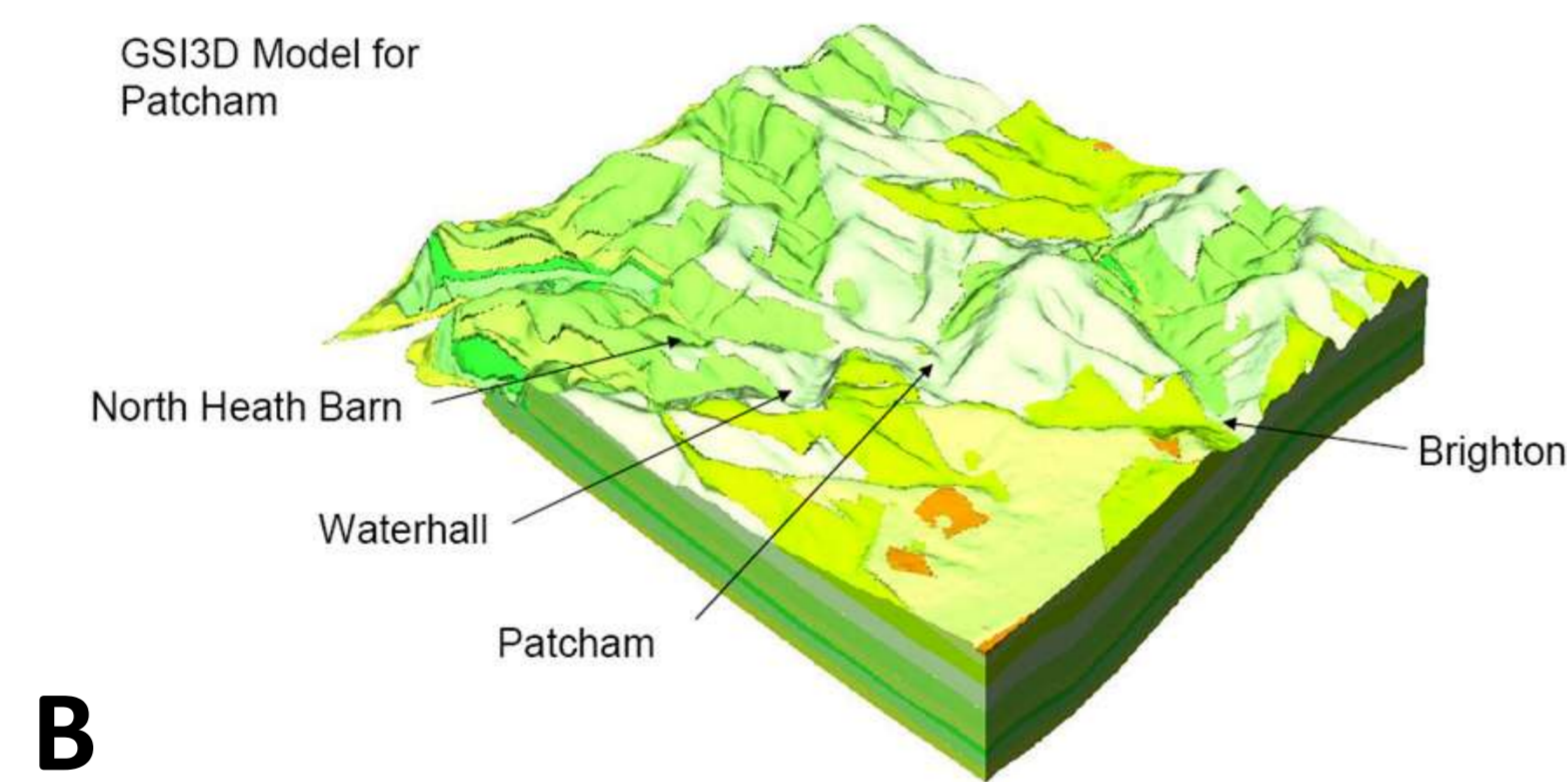 GSI3D Model for
Patcham
North Heath Barn
Brighton
Waterhall
Patcham
B